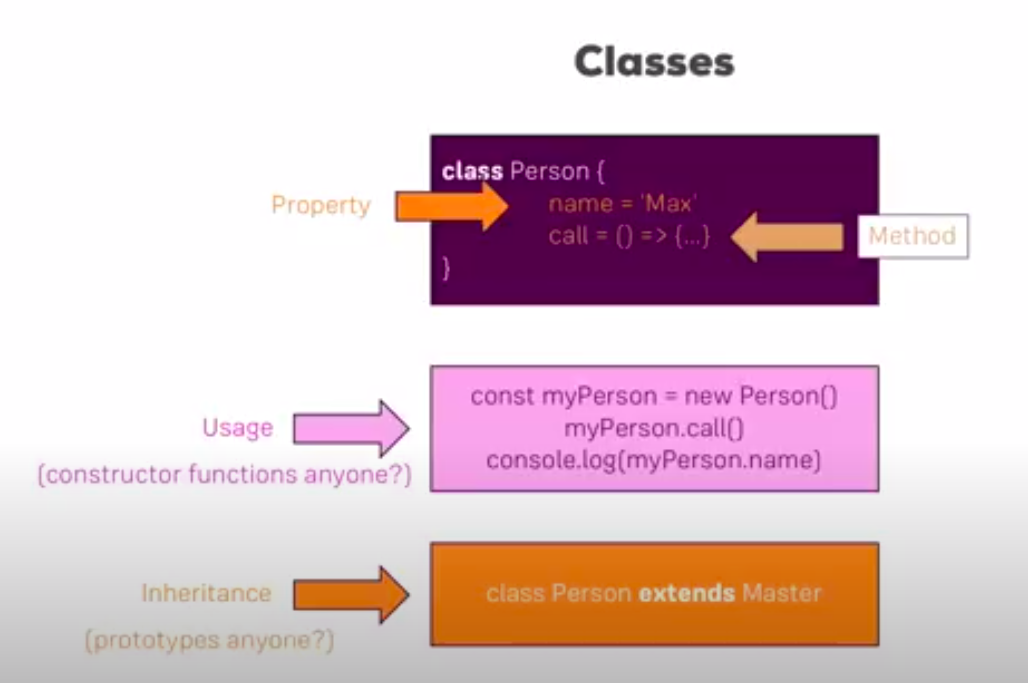 Classes
class Person {
Property
name = 'Max'
call = () => {...}
Method
}
const myPerson = new Person()
Usage
myPerson.call()
(constructor functions anyone?)
console.log(myPerson.name)
Inheritance
class Person extends Master
(prototypes anyone?)